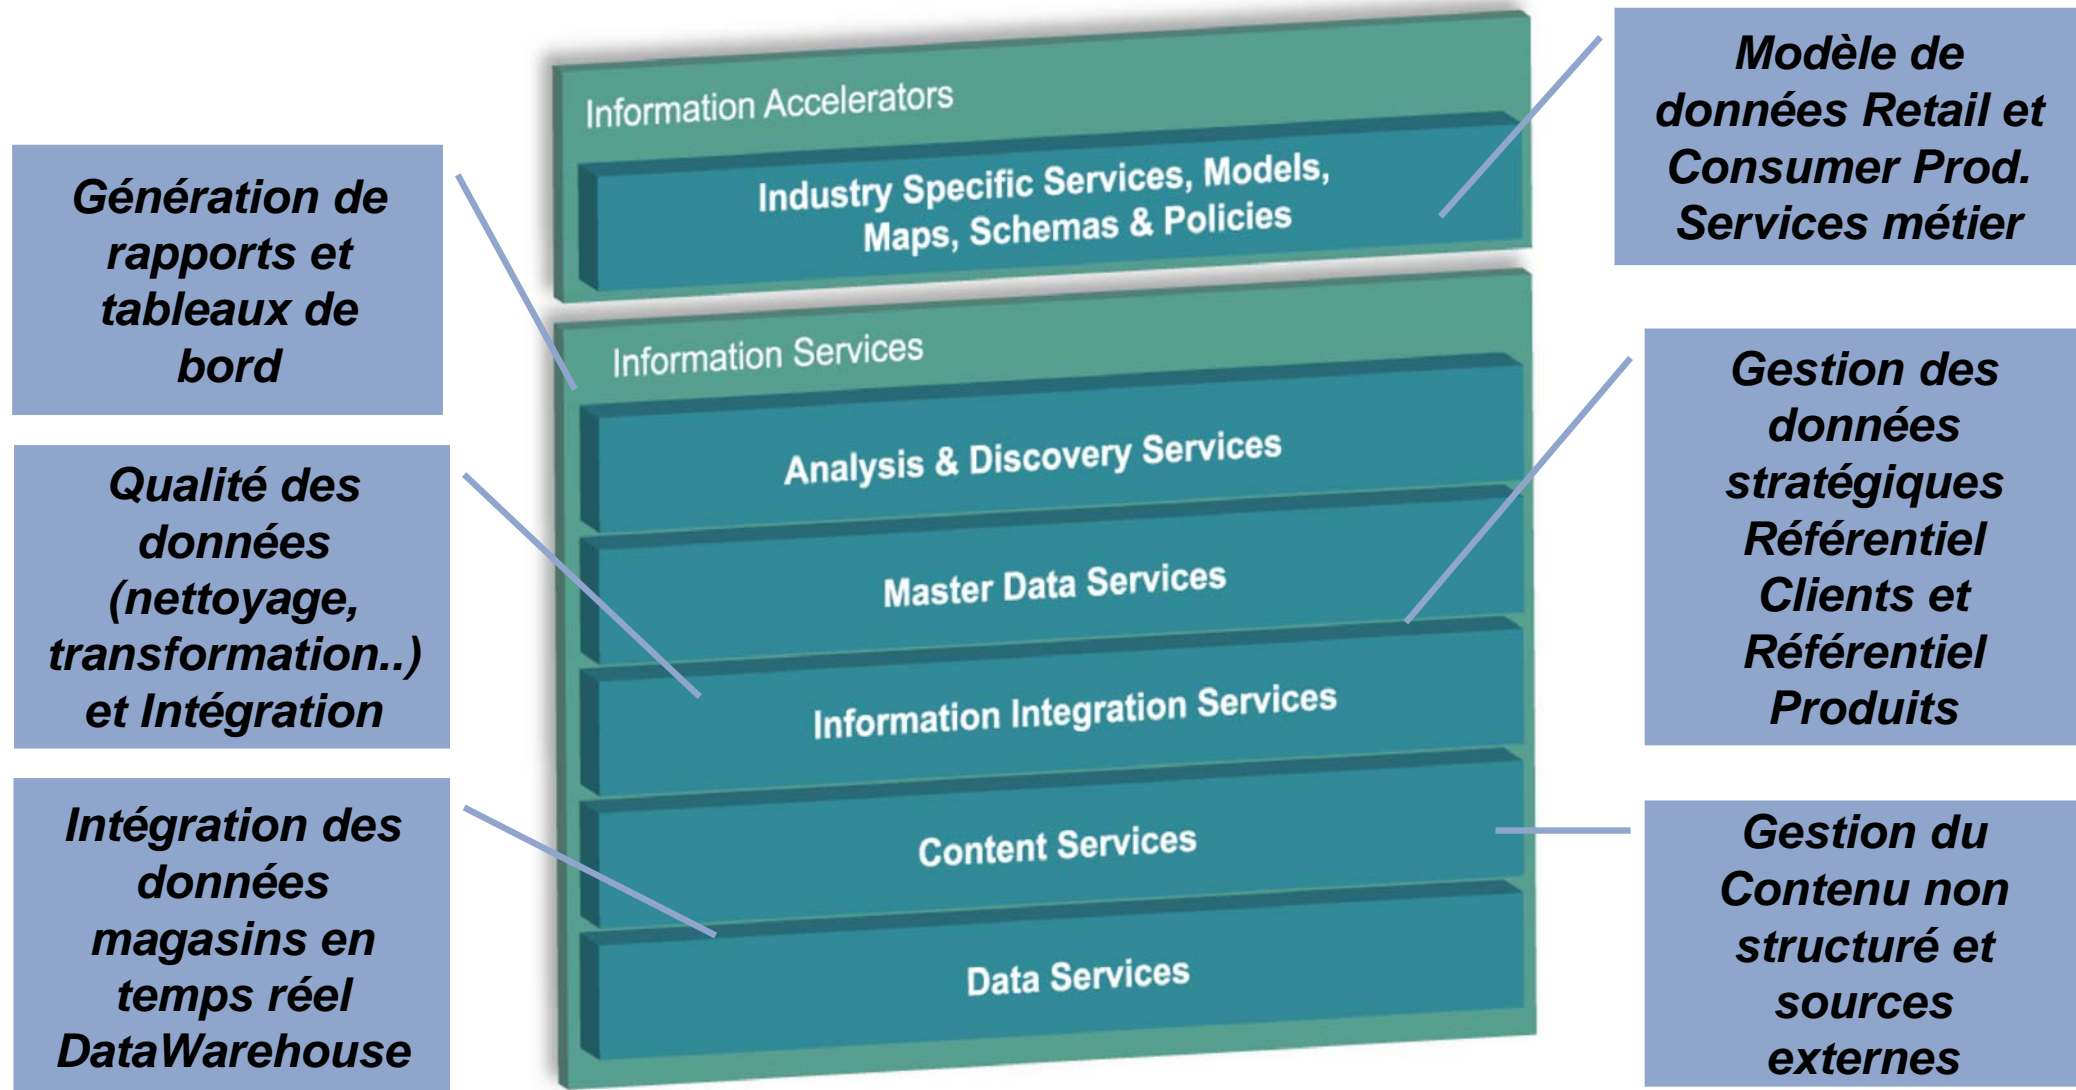 Information Accelerators
Industry Specific Services, Models,
Maps, Schemas & Policies
Information Services
Analysis & Discovery Services
Master Data Services
Information Integration Services
Content Services
Data Services
Génération de
rapports et
tableaux de
bord
Qualité des
données
(nettoyage,
transformation..)
et Intégration
Intégration des
données
magasins en
temps réel
DataWarehouse
Modèle de
données Retail et
Consumer Prod.
Services métier
Gestion des
données
stratégiques
Référentiel
Clients et
Référentiel
Produits
Gestion du
Contenu non
structuré et
sources
externes